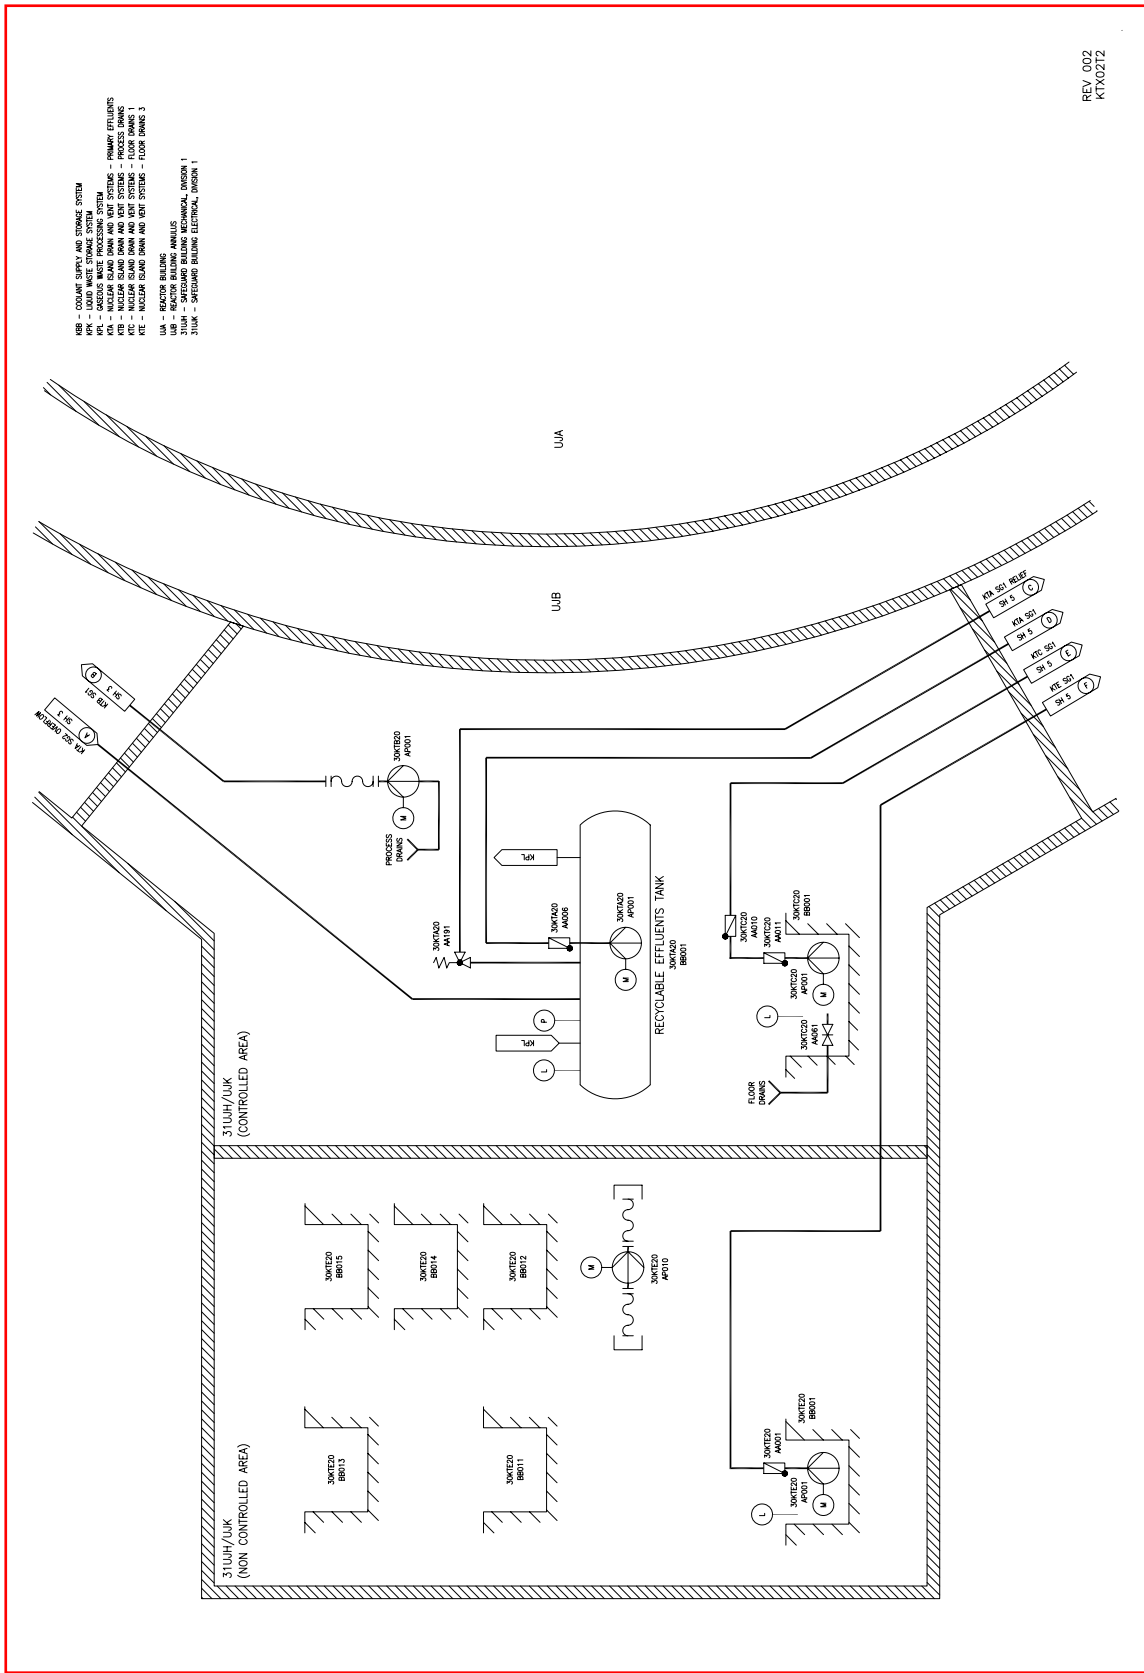 KBB - COOLANT SUPPLY AND STORAGE SYSTEM
KPK - LIQUID WASTE STORAGE SYSTEM
KPL - GASEOUS WASTE PROCESSING SYSTEM
KTA - NUCLEAR ISLAND DRAIN AND VENT SYSTEMS - PRIMARY EFFLUENTS
KTB - NUCLEAR ISLAND DRAIN AND VENT SYSTEMS - PROCESS DRAINS
KTC - NUCLEAR ISLAND DRAIN AND VENT SYSTEMS - FLOOR DRAINS 1
KTE - NUCLEAR ISLAND DRAIN AND VENT SYSTEMS - FLOOR DRAINS 3
UJA - REACTOR BUILDING
UJB - REACTOR BUILDING ANNULUS
31UJH - SAFEGUARD BUILDING MECHANICAL, DIVISION 1
31UJK - SAFEGUARD BUILDING ELECTRICAL, DIVISION 1
KTA SG2 OVERFLOW
SH 3
A
KTB SG1
SH 3
B
UJA
UJB
31UJH/UJK
(NON CONTROLLED AREA)
31UJH/UJK
(CONTROLLED AREA)
30KTE20
BB013
30KTE20
BB015
30KTE20
BB014
30KTE20
BB011
30KTE20
BB012
M
30KTE20
AP010
PROCESS
DRAINS
M
30KTB20
AP001
30KTA20
AA191
L
KPL
P
KPL
30KTA20
AA006
M
30KTA20
AP001
RECYCLABLE EFFLUENTS TANK
30KTA20
BB001
FLOOR
DRAINS
30KTC20
AA061
L
30KTC20
AA010
30KTC20
AA011
30KTC20
AP001
M
30KTC20
BB001
L
30KTE20
AA001
30KTE20
AP001
M
30KTE20
BB001
KTA SG1 RELIEF
SH 5
C
KTA SG1
SH 5
D
KTC SG1
SH 5
E
KTE SG1
SH 5
F
REV 002
KTX02T2